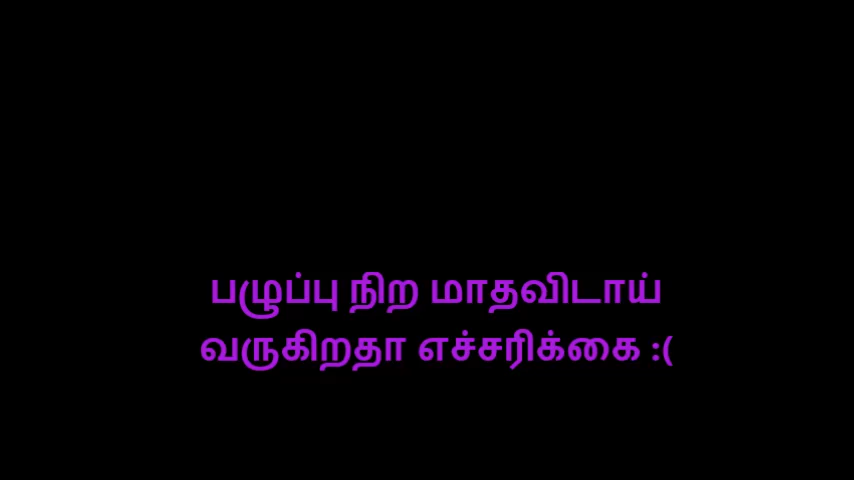 பழுப்பு நிற மாதவிடாய்
வருகிறதா எச்சரிக்கை :(